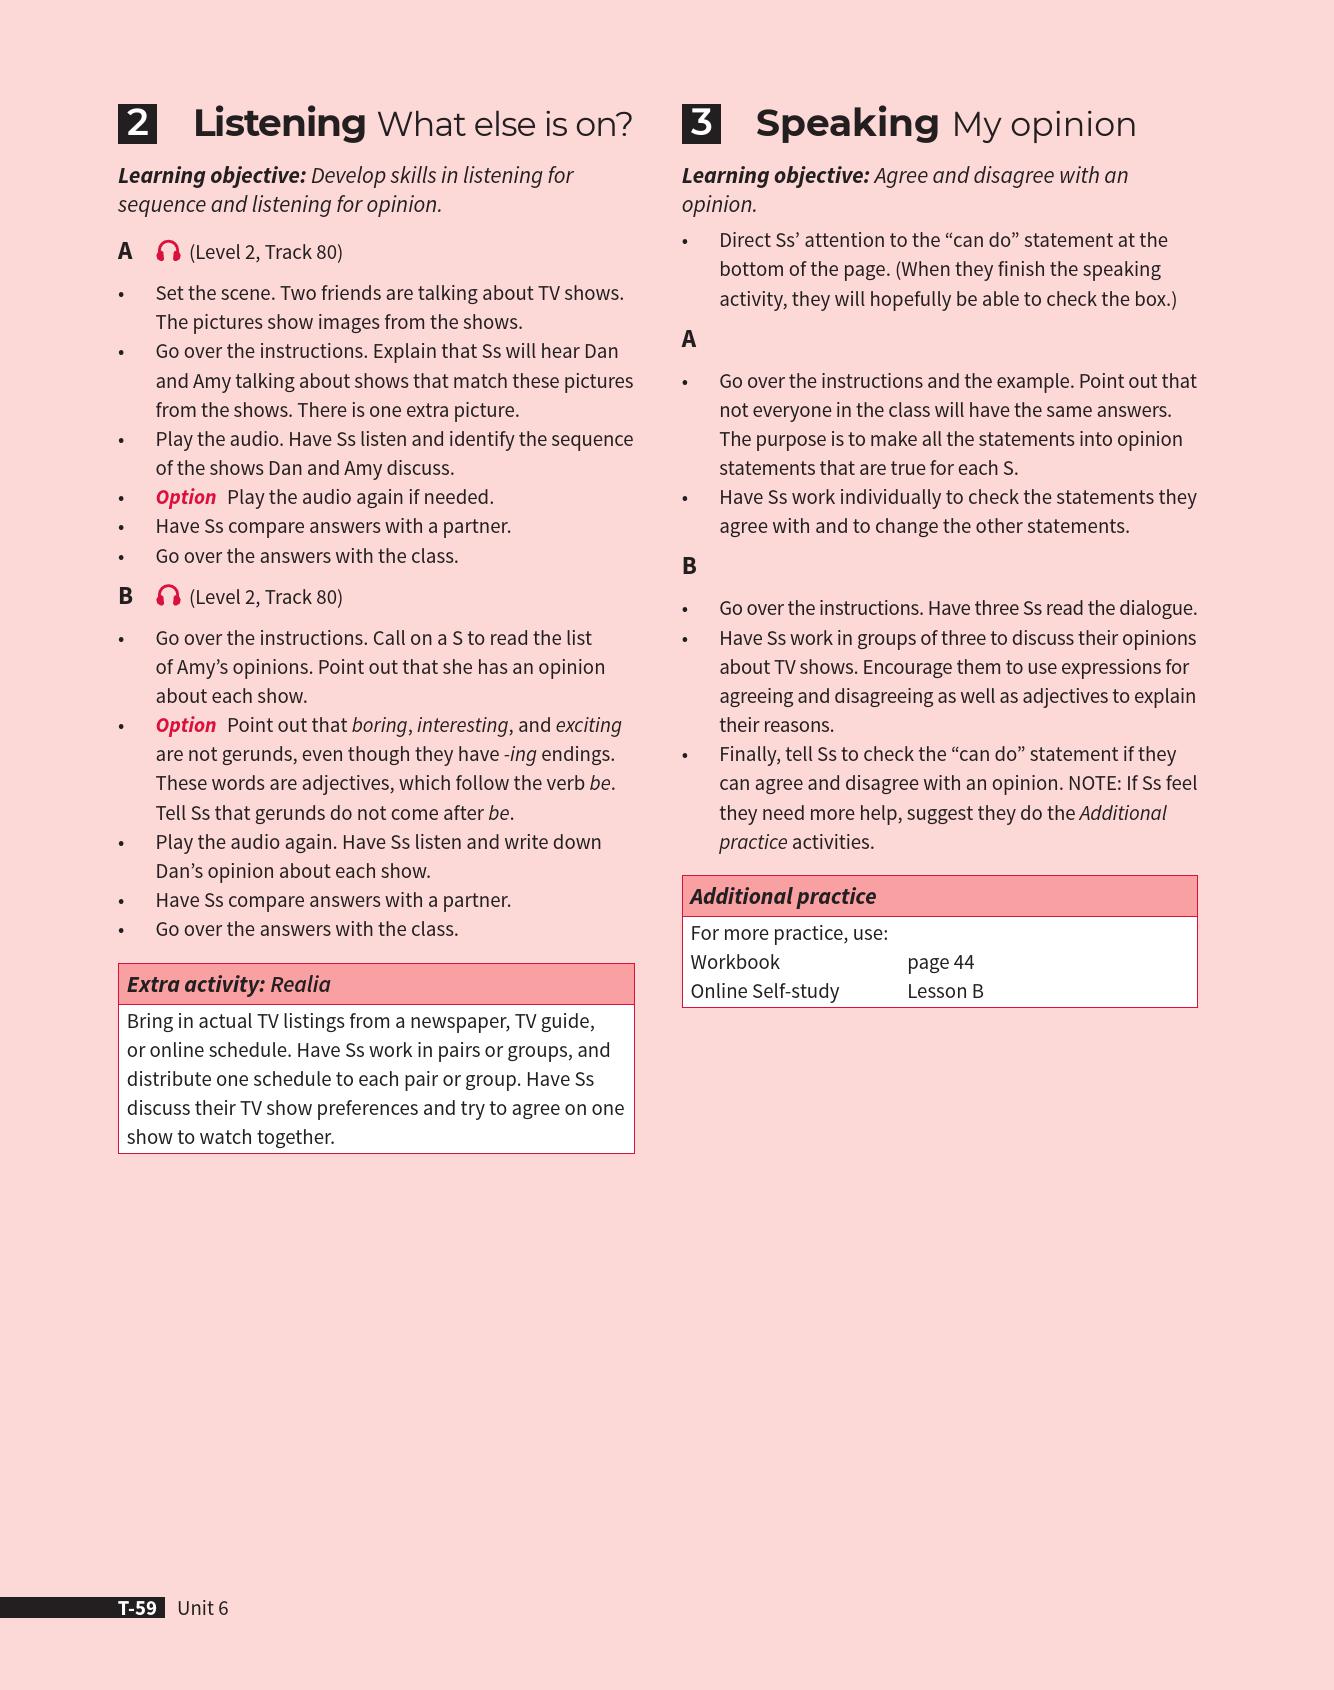 2 Listening What else is on?
Learning objective: Develop skills in listening for
sequence and listening for opinion.
A (Level 2, Track 80)
• Set the scene. Two friends are talking about TV shows.
The pictures show images from the shows.
• Go over the instructions. Explain that Ss will hear Dan
and Amy talking about shows that match these pictures
from the shows. There is one extra picture.
• Play the audio. Have Ss listen and identify the sequence
of the shows Dan and Amy discuss.
• Option Play the audio again if needed.
• Have Ss compare answers with a partner.
• Go over the answers with the class.
B (Level 2, Track 80)
• Go over the instructions. Call on a S to read the list
of Amy’s opinions. Point out that she has an opinion
about each show.
• Option Point out that boring, interesting, and exciting
are not gerunds, even though they have -ing endings.
These words are adjectives, which follow the verb be.
Tell Ss that gerunds do not come after be.
• Play the audio again. Have Ss listen and write down
Dan’s opinion about each show.
• Have Ss compare answers with a partner.
• Go over the answers with the class.
Extra activity: Realia
Bring in actual TV listings from a newspaper, TV guide,
or online schedule. Have Ss work in pairs or groups, and
distribute one schedule to each pair or group. Have Ss
discuss their TV show preferences and try to agree on one
show to watch together.
3 Speaking My opinion
Learning objective: Agree and disagree with an
opinion.
• Direct Ss’ attention to the “can do” statement at the
bottom of the page. (When they finish the speaking
activity, they will hopefully be able to check the box.)
A
• Go over the instructions and the example. Point out that
not everyone in the class will have the same answers.
The purpose is to make all the statements into opinion
statements that are true for each S.
• Have Ss work individually to check the statements they
agree with and to change the other statements.
B
• Go over the instructions. Have three Ss read the dialogue.
• Have Ss work in groups of three to discuss their opinions
about TV shows. Encourage them to use expressions for
agreeing and disagreeing as well as adjectives to explain
their reasons.
• Finally, tell Ss to check the “can do” statement if they
can agree and disagree with an opinion. NOTE: If Ss feel
they need more help, suggest they do the Additional
practice activities.
Additional practice
For more practice, use:
Workbook page 44
Online Self-study Lesson B
T-59 Unit 6